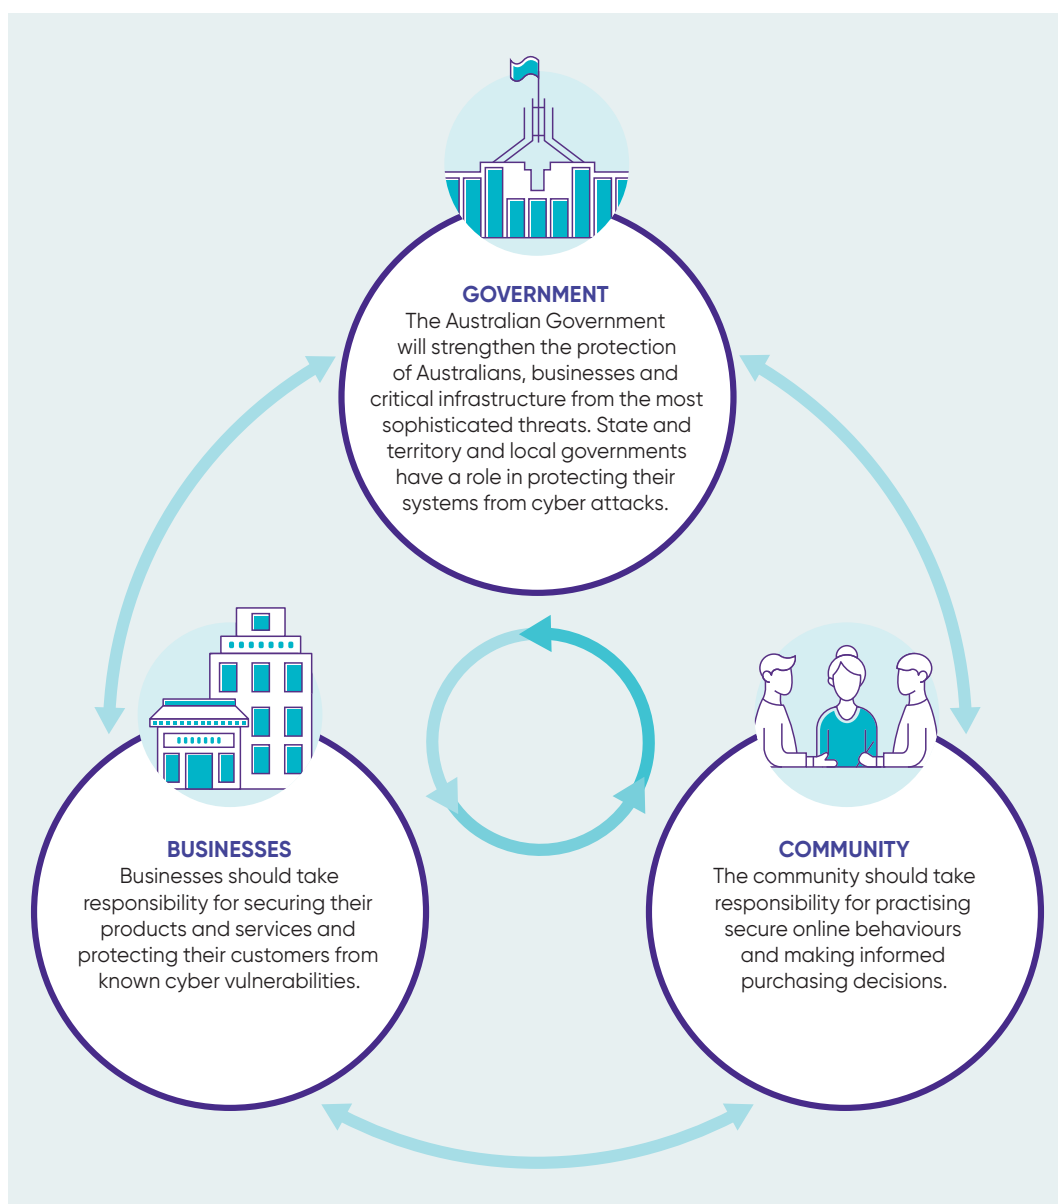 GOVERNMENT
The Australian Government
will strengthen the protection
of Australians, businesses and
critical infrastructure from the most
sophisticated threats. State and
territory and local governments
have a role in protecting their
systems from cyber attacks.
BUSINESSES
Businesses should take
responsibility for securing their
products and services and
protecting their customers from
known cyber vulnerabilities.
COMMUNITY
The community should take
responsibility for practising
secure online behaviours
and making informed
purchasing decisions.